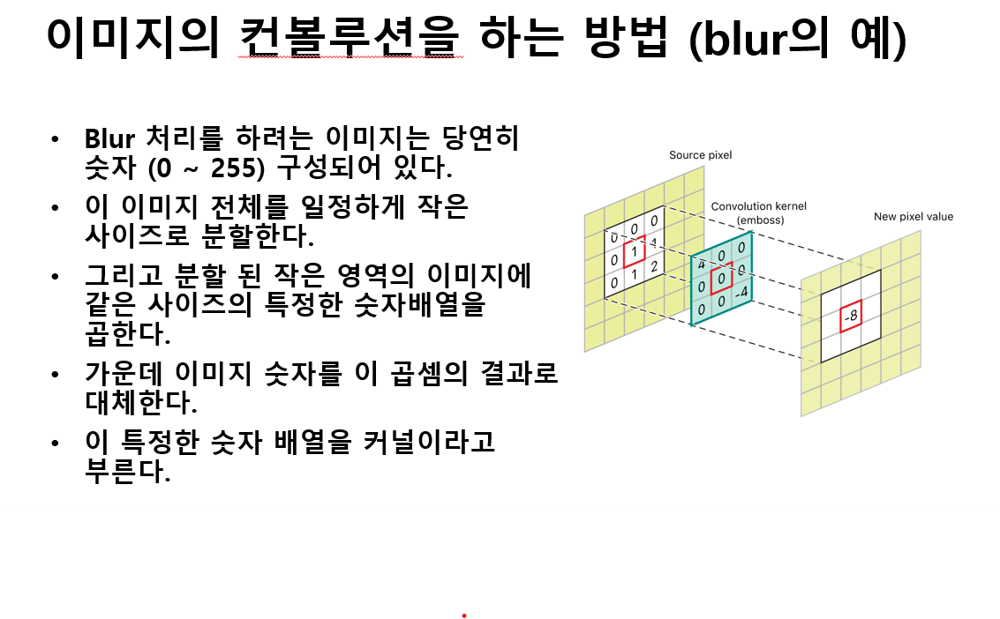 이미지의 컨볼루션을 하는 방법 (blur의 예)
• Blur 처리를 하려는 이미지는 당연히
숫자 (0 ~ 255) 구성되어 있다.
• 이 이미지 전체를 일정하게 작은
사이즈로 분할한다.
• 그리고 분할 된 작은 영역의 이미지에
같은 사이즈의 특정한 숫자배열을
곱한다.
• 가운데 이미지 숫자를 이 곱셈의 결과로
대체한다.
• 이 특정한 숫자 배열을 커널이라고
부른다.
Source pixel
0 0 0
0 1 1
0 1 2
Convolution kernel
(emboss)
4 0 0
0 0 0
0 0 -4
New pixel value
-8